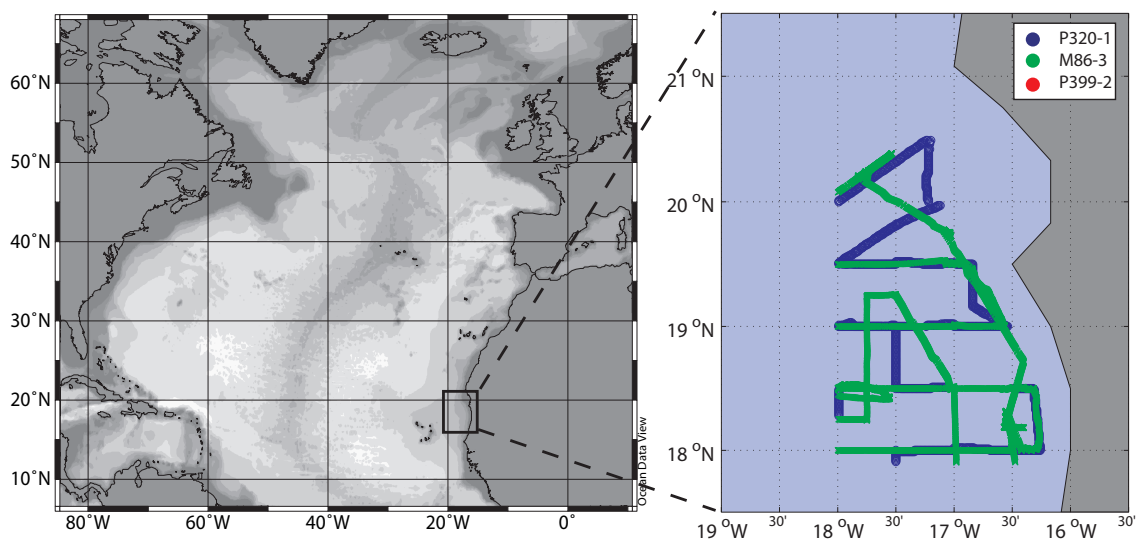 60°N
50°N
40°N
30°N
20°N
10°N
80°W
60°W
40°W
20°W
0°
Ocean Data View
P320-1
M86-3
P399-2
21 °N
20 °N
19 °N
18 °N
19 °W
30'
18 °W
30'
17 °W
30'
16 °W
30'